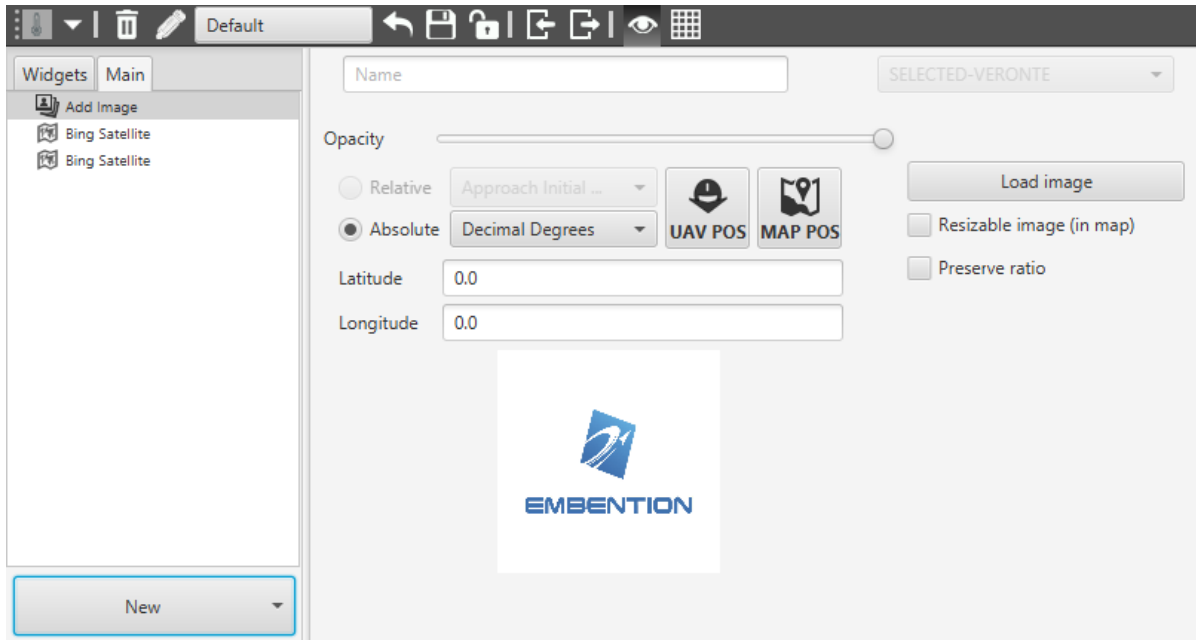 Default
Widgets Main
Add Image
Bing Satellite
Bing Satellite
New
Name
SELECTED-VERONTE
Opacity
Relative Approach Initial ...
Absolute Decimal Degrees
UAV POS MAP POS
Latitude 0.0
Longitude 0.0
Load image
Resizable image (in map)
Preserve ratio
EMBENTION